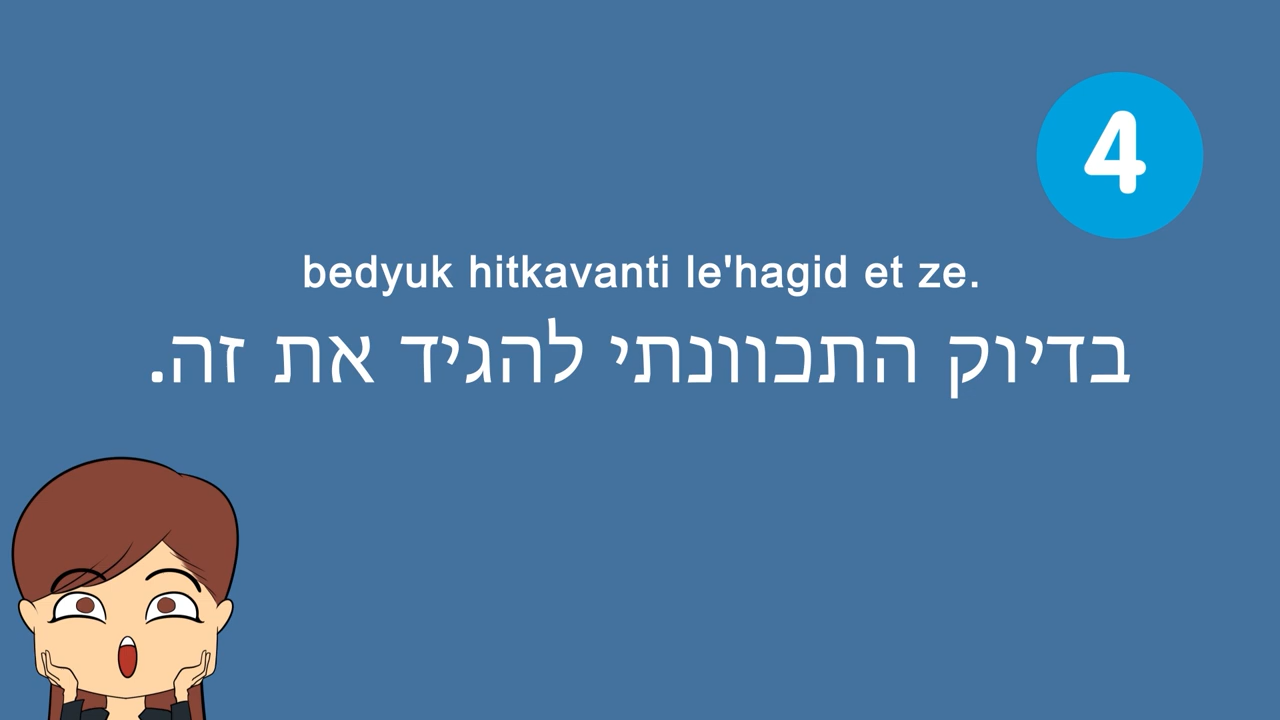 4
bedyuk hitkavanti le'hagid et ze.
בדיוק התכוונתי להגיד את זה.